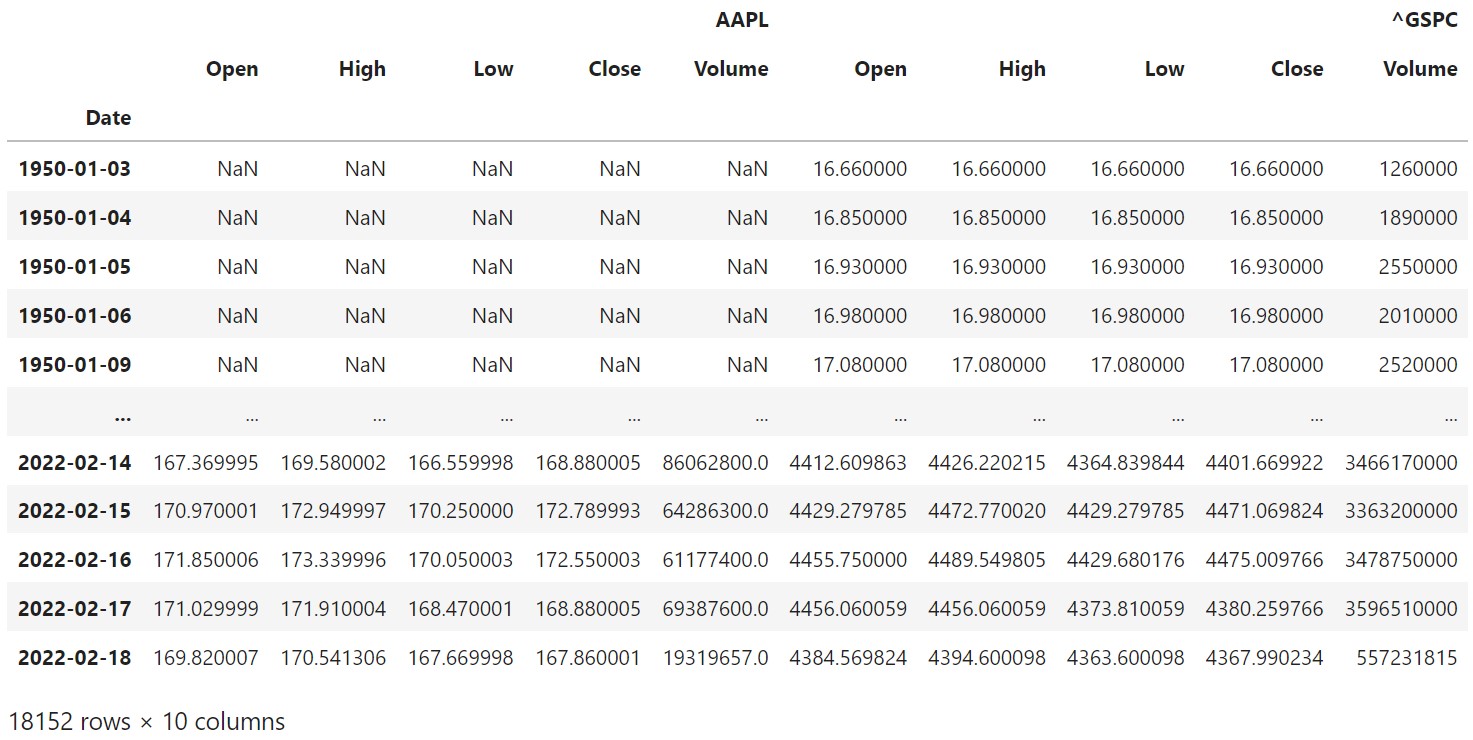 AAPL ^GSPC
Open High Low Close Volume Open High Low Close Volume
Date
1950-01-03 NaN NaN NaN NaN NaN 16.660000 16.660000 16.660000 16.660000 1260000
1950-01-04 NaN NaN NaN NaN NaN 16.850000 16.850000 16.850000 16.850000 1890000
1950-01-05 NaN NaN NaN NaN NaN 16.930000 16.930000 16.930000 16.930000 2550000
1950-01-06 NaN NaN NaN NaN NaN 16.980000 16.980000 16.980000 16.980000 2010000
1950-01-09 NaN NaN NaN NaN NaN 17.080000 17.080000 17.080000 17.080000 2520000
... ... ... ... ... ... ... ... ... ... ...
2022-02-14 167.369995 169.580002 166.559998 168.880005 86062800.0 4412.609863 4426.220215 4364.839844 4401.669922 3466170000
2022-02-15 170.970001 172.949997 170.250000 172.789993 64286300.0 4429.279785 4472.770020 4429.279785 4471.069824 3363200000
2022-02-16 171.850006 173.339996 170.050003 172.550003 61177400.0 4455.750000 4489.549805 4429.680176 4475.009766 3478750000
2022-02-17 171.029999 171.910004 168.470001 168.880005 69387600.0 4456.060059 4456.060059 4373.810059 4380.259766 3596510000
2022-02-18 169.820007 170.541306 167.669998 167.860001 19319657.0 4384.569824 4394.600098 4363.600098 4367.990234 557231815
18152 rows × 10 columns